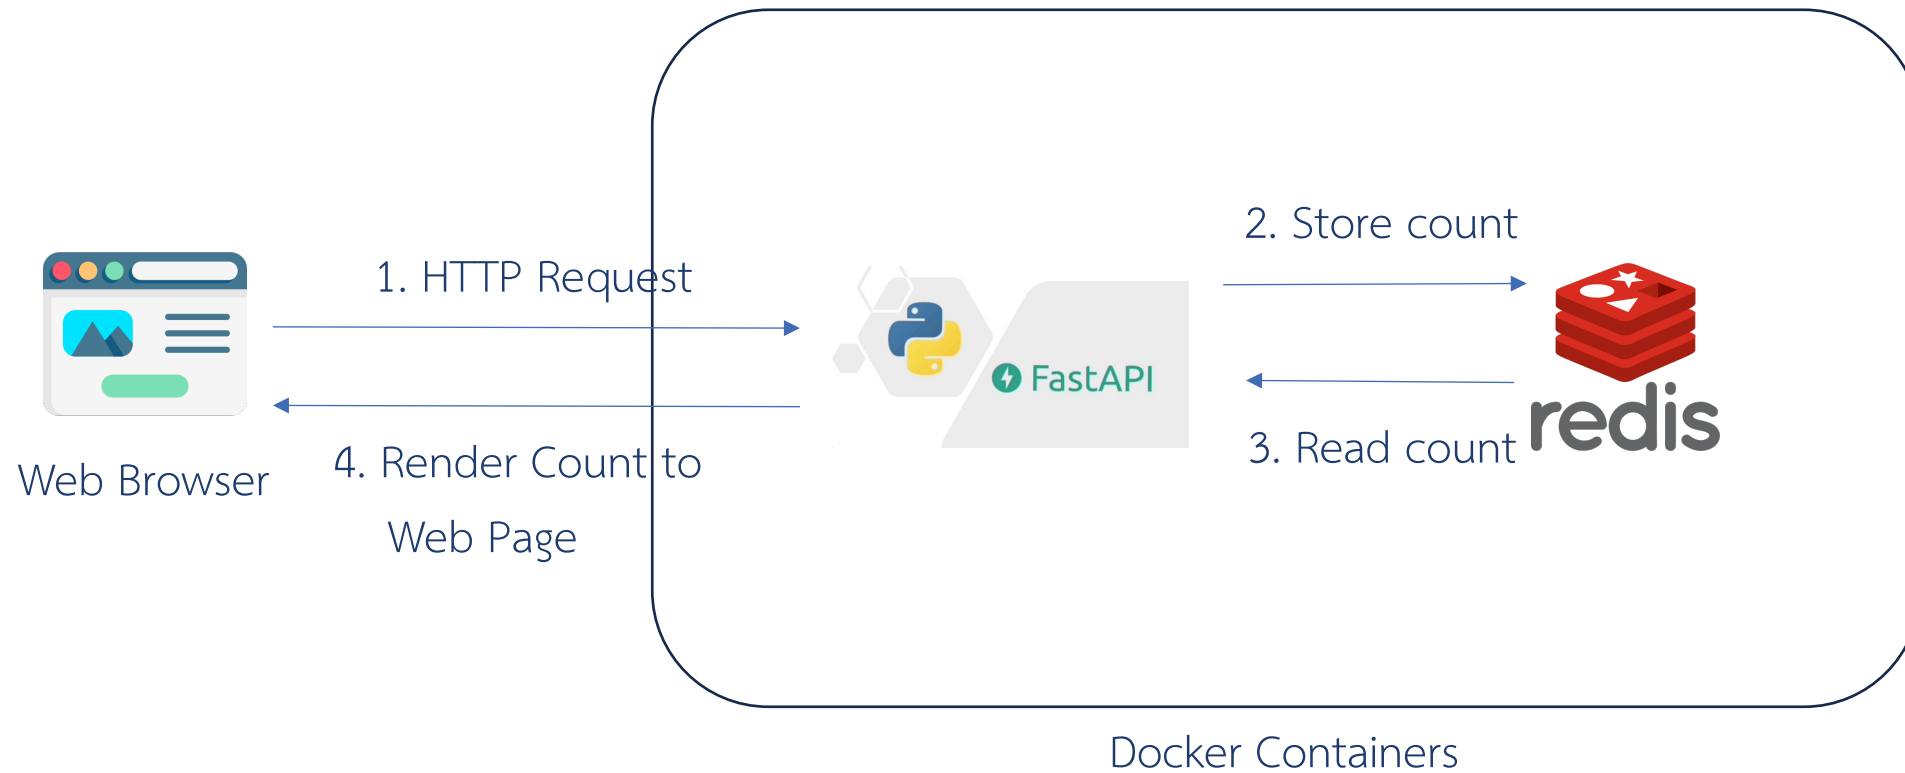 2. Store count
1. HTTP Request
FastAPI
redis
4. Render Count to
Web Page
3. Read count
Web Browser
Docker Containers